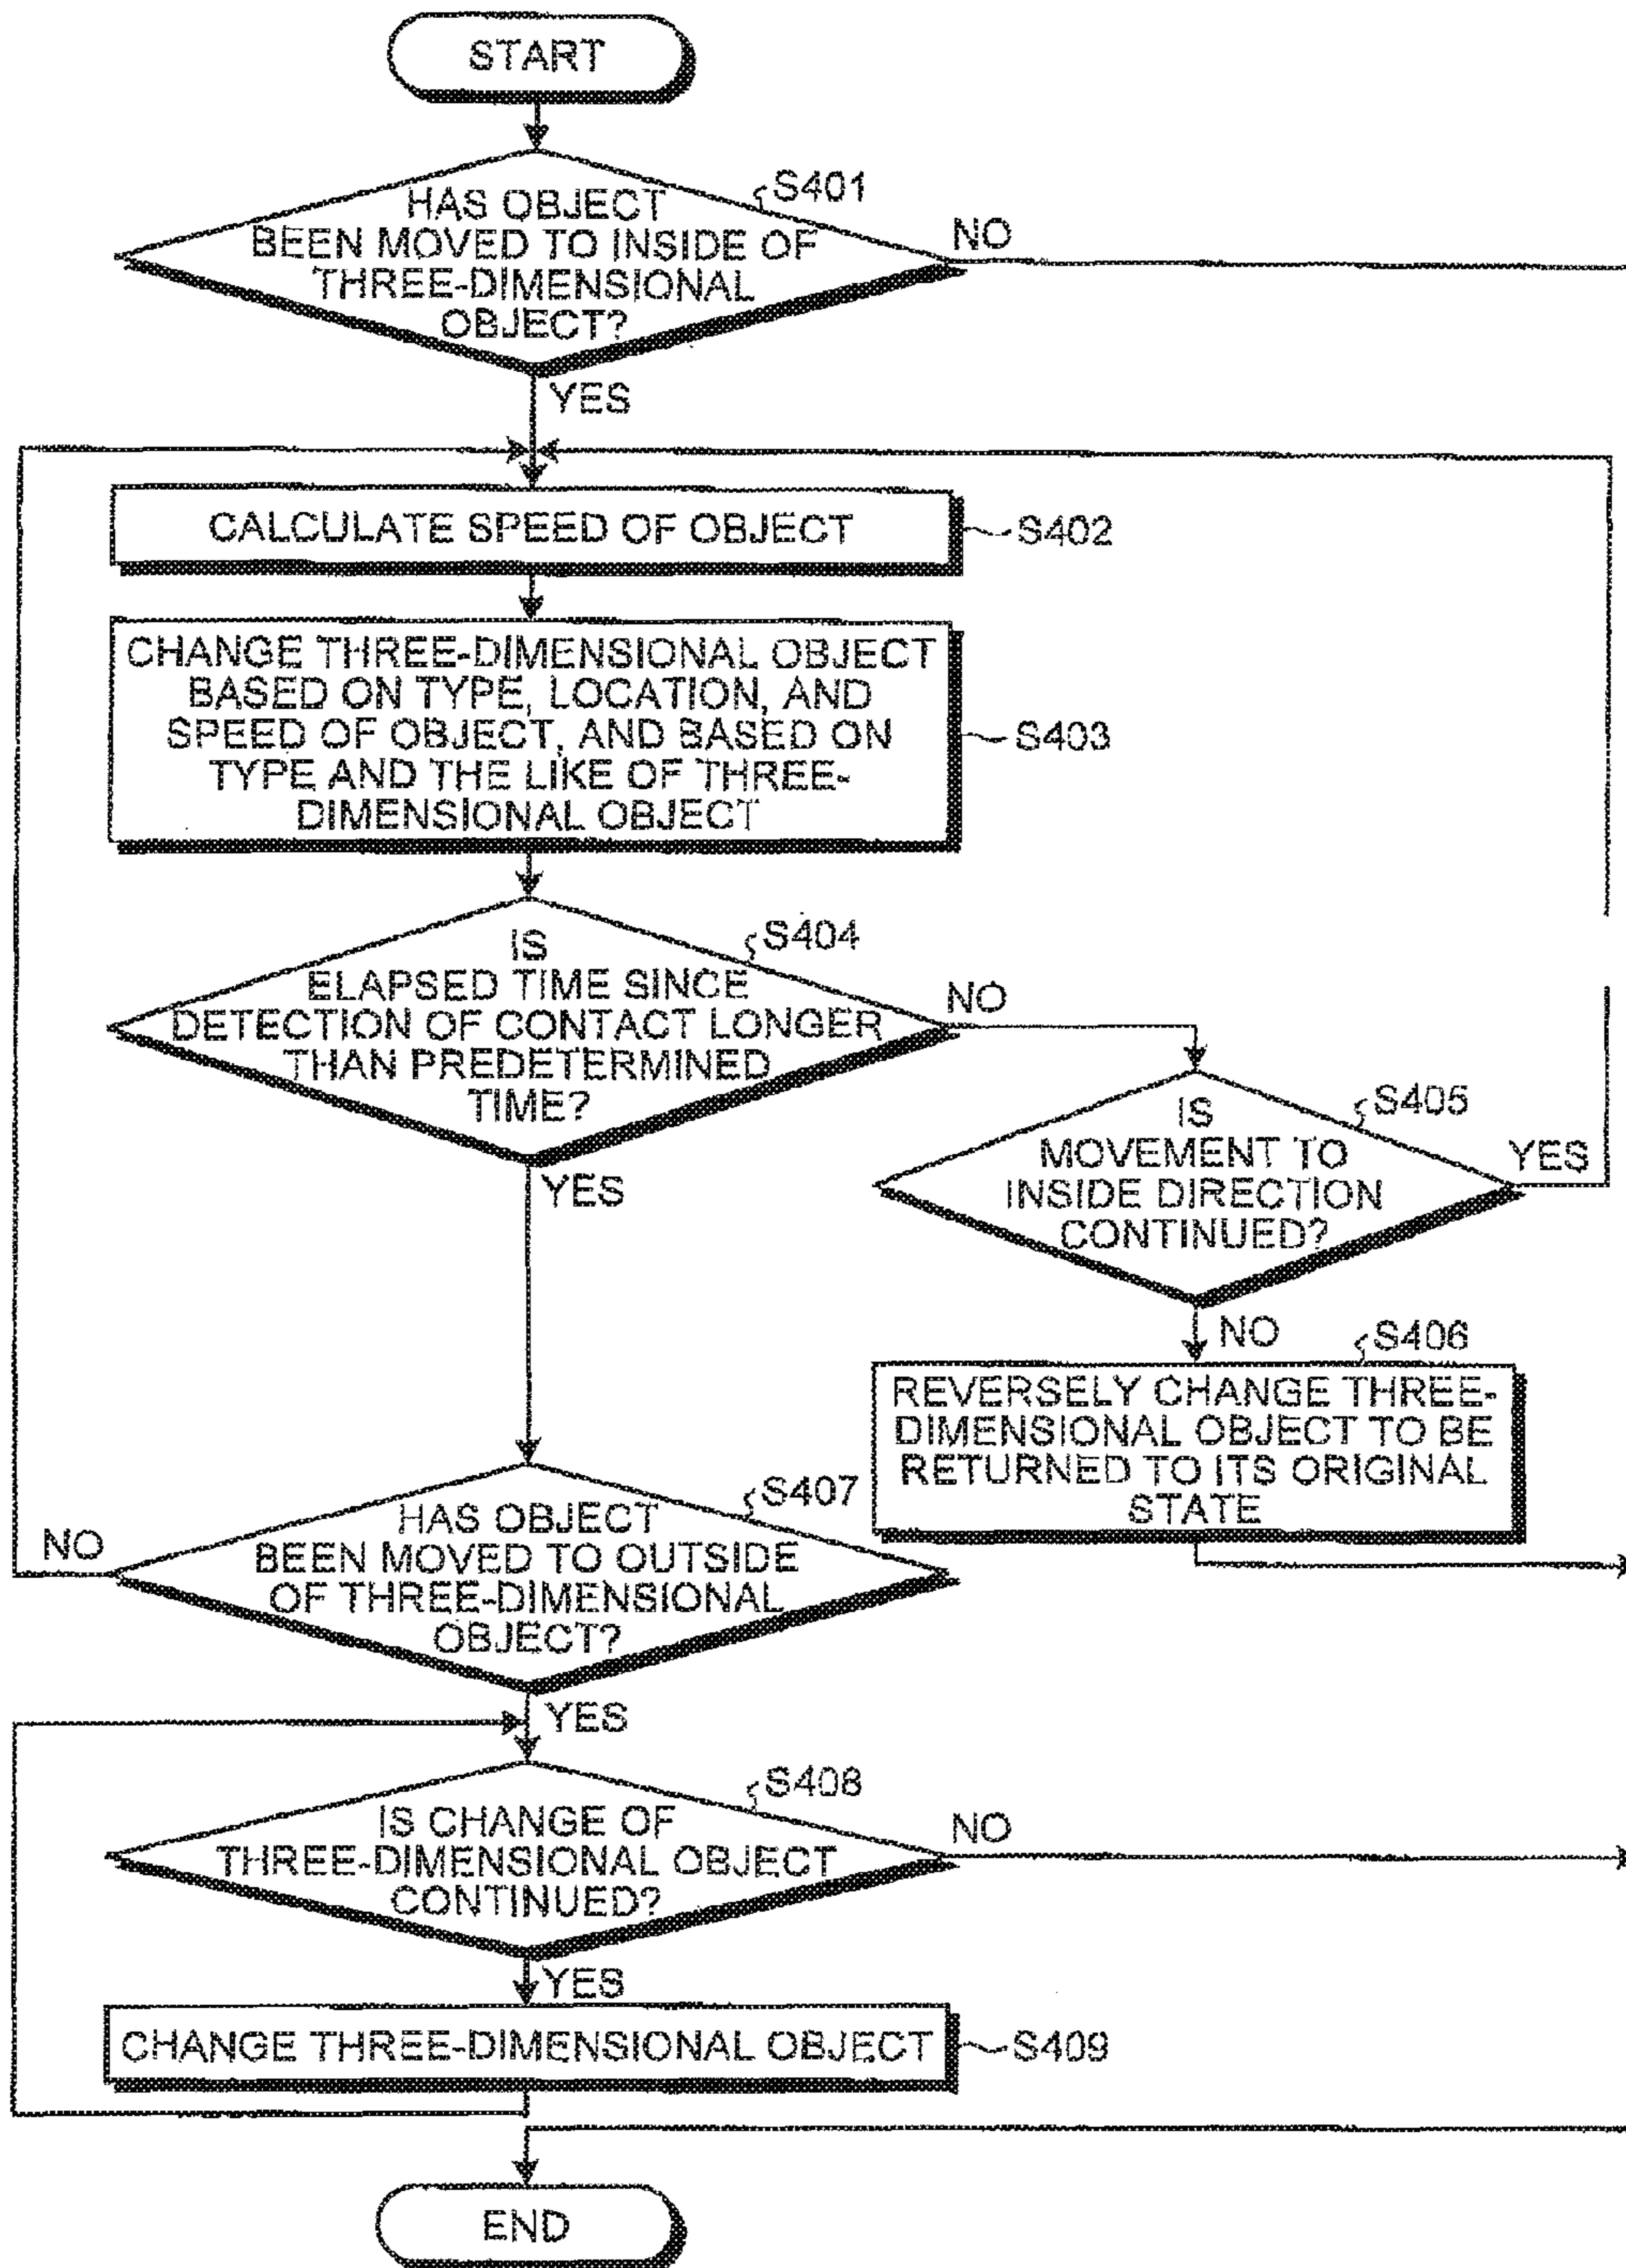 START
S401
HAS OBJECT
BEEN MOVED TO INSIDE OF
THREE-DIMENSIONAL
OBJECT?
NO
YES
CALCULATE SPEED OF OBJECT
S402
CHANGE THREE-DIMENSIONAL OBJECT
BASED ON TYPE, LOCATION, AND
SPEED OF OBJECT, AND BASED ON
TYPE AND THE LIKE OF THREE-
DIMENSIONAL OBJECT
S403
S404
IS
ELAPSED TIME SINCE
DETECTION OF CONTACT LONGER
THAN PREDETERMINED
TIME?
NO
YES
S405
IS
MOVEMENT TO
INSIDE DIRECTION
CONTINUED?
YES
NO
S406
REVERSELY CHANGE THREE-
DIMENSIONAL OBJECT TO BE
RETURNED TO ITS ORIGINAL
STATE
S407
HAS OBJECT
BEEN MOVED TO OUTSIDE
OF THREE-DIMENSIONAL
OBJECT?
NO
YES
S408
IS CHANGE OF
THREE-DIMENSIONAL OBJECT
CONTINUED?
NO
YES
CHANGE THREE-DIMENSIONAL OBJECT
S409
END